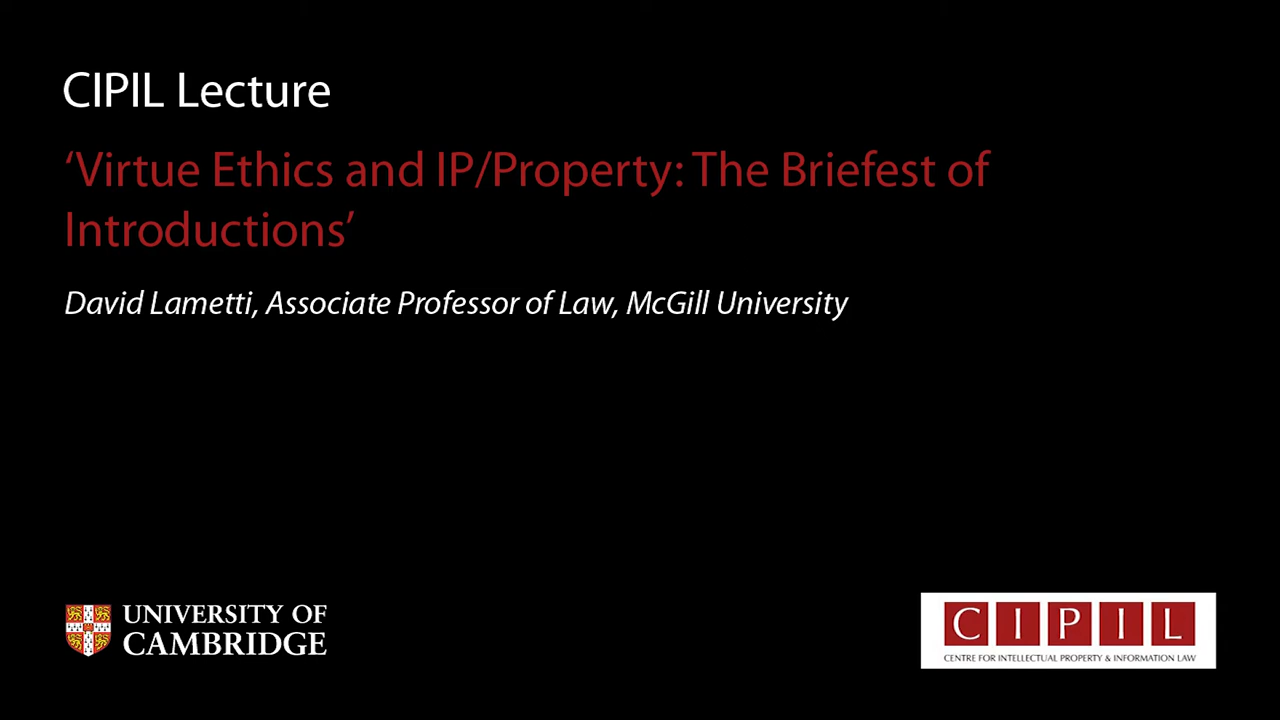 CIPIL Lecture
‘Virtue Ethics and IP/Property: The Briefest of
Introductions’
David Lametti, Associate Professor of Law, McGill University
UNIVERSITY OF
CAMBRIDGE
CIPIL
CENTRE FOR INTELLECTUAL PROPERTY & INFORMATION LAW